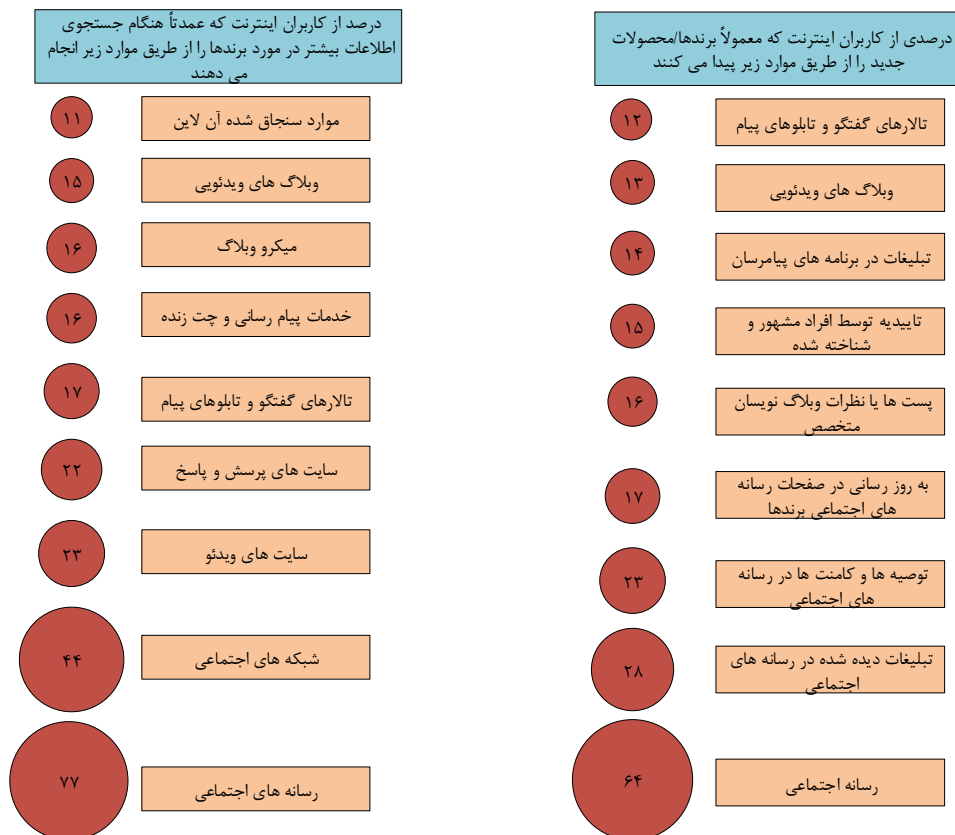 درصدی از کاربران اینترنت که معمولاً برندها/محصولات
جدید را از طریق موارد زیر پیدا می کنند
۱۲
تالارهای گفتگو و تابلوهای پیام
۱۳
وبلاگ های ویدئویی
۱۴
تبلیغات در برنامه های پیامرسان
۱۵
تاییدیه توسط افراد مشهور و
شناخته شده
۱۶
پست ها یا نظرات وبلاگ نویسان
متخصص
۱۷
به روز رسانی در صفحات رسانه
های اجتماعی برندها
۲۳
توصیه ها و کامنت ها در رسانه
های اجتماعی
۲۸
تبلیغات دیده شده در رسانه های
اجتماعی
۶۴
رسانه اجتماعی
درصد از کاربران اینترنت که عمدتاً هنگام جستجوی
اطلاعات بیشتر در مورد برندها را از طریق موارد زیر انجام
می دهند
۱۱
موارد سنجاق شده آن لاین
۱۵
وبلاگ های ویدئویی
۱۶
میکرو وبلاگ
۱۶
خدمات پیام رسانی و چت زنده
۱۷
تالارهای گفتگو و تابلوهای پیام
۲۲
سایت های پرسش و پاسخ
۲۳
سایت های ویدئو
۴۴
شبکه های اجتماعی
۷۷
رسانه های اجتماعی